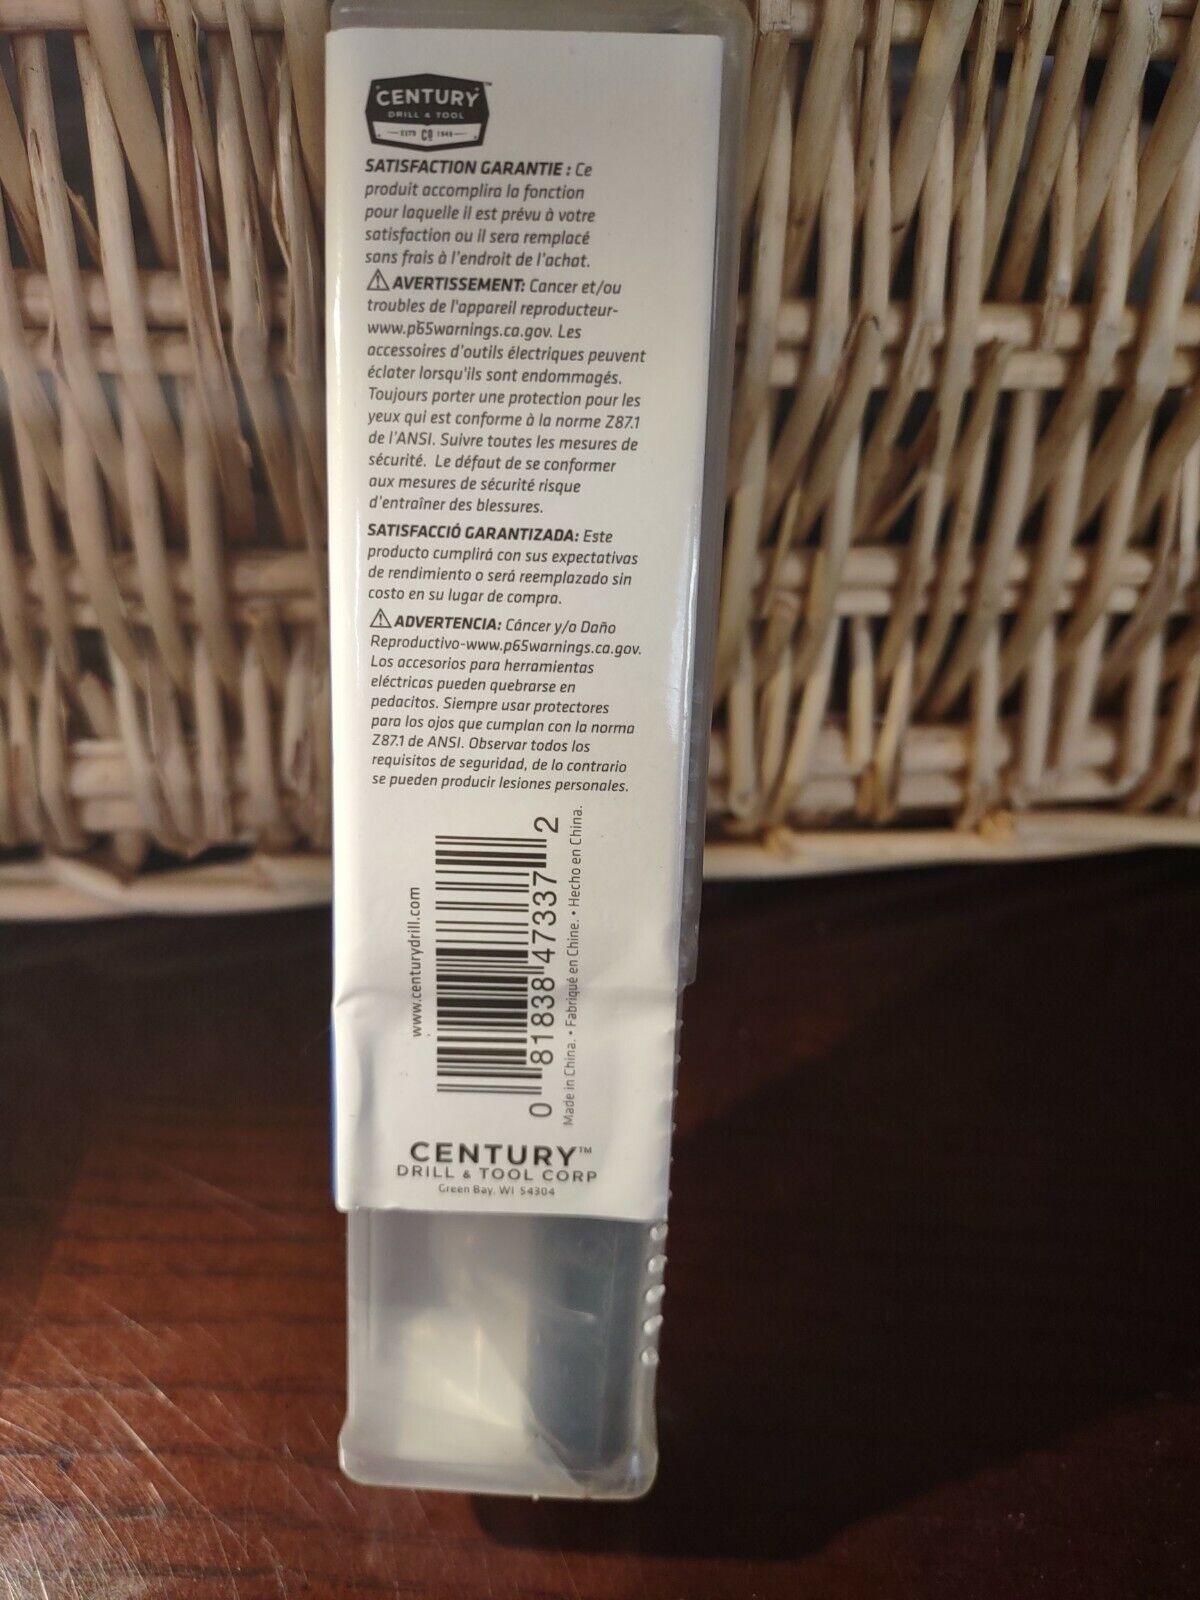 CENTURY™
DRILL & TOOL
ESTD CO 1945
SATISFACTION GARANTIE : Ce
produit accomplira la fonction
pour laquelle il est prévu à votre
satisfaction ou il sera remplacé
sans frais à l'endroit de l'achat.
⚠ AVERTISSEMENT: Cancer et/ou
troubles de l'appareil reproducteur-
www.p65warnings.ca.gov. Les
accessoires d'outils électriques peuvent
éclater lorsqu'ils sont endommagés.
Toujours porter une protection pour les
yeux qui est conforme à la norme Z87.1
de l'ANSI. Suivre toutes les mesures de
sécurité. Le défaut de se conformer
aux mesures de sécurité risque
d'entraîner des blessures.
SATISFACCIÓ GARANTIZADA: Este
producto cumplirá con sus expectativas
de rendimiento o será reemplazado sin
costo en su lugar de compra.
⚠ ADVERTENCIA: Cáncer y/o Daño
Reproductivo-www.p65warnings.ca.gov.
Los accesorios para herramientas
eléctricas pueden quebrarse en
pedacitos. Siempre usar protectores
para los ojos que cumplan con la norma
Z87.1 de ANSI. Observar todos los
requisitos de seguridad, de lo contrario
se pueden producir lesiones personales.
www.centurydrill.com
0 81838 47337 2
Made in China. • Fabriqué en Chine. • Hecho en China.
CENTURY™
DRILL & TOOL CORP
Green Bay, WI 54304